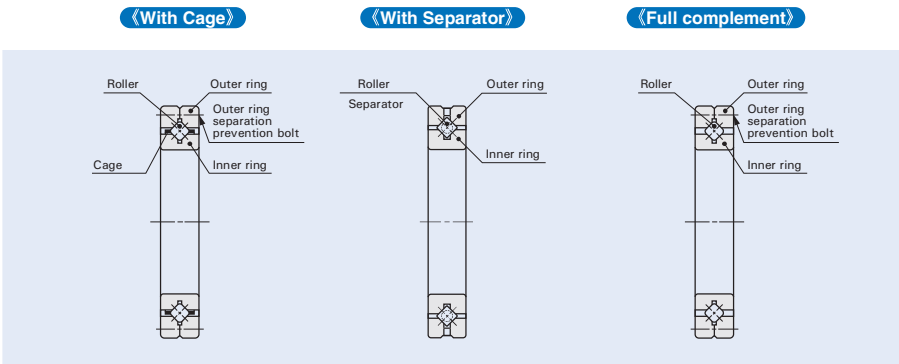 《With Cage》
《With Separator》
《Full complement》
Roller
Outer ring
Outer ring
separation
prevention bolt
Cage
Inner ring
Roller
Separator
Outer ring
Inner ring
Roller
Outer ring
Outer ring
separation
prevention bolt
Inner ring